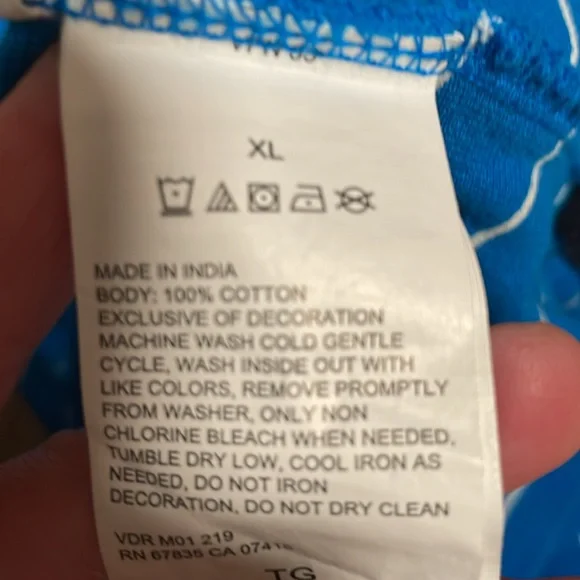 XL
MADE IN INDIA
BODY: 100% COTTON
EXCLUSIVE OF DECORATION
MACHINE WASH COLD GENTLE
CYCLE, WASH INSIDE OUT WITH
LIKE COLORS, REMOVE PROMPTLY
FROM WASHER, ONLY NON
CHLORINE BLEACH WHEN NEEDED,
TUMBLE DRY LOW, COOL IRON AS
NEEDED, DO NOT IRON
DECORATION, DO NOT DRY CLEAN
VDR M01 219
RN 67835 CA
TG